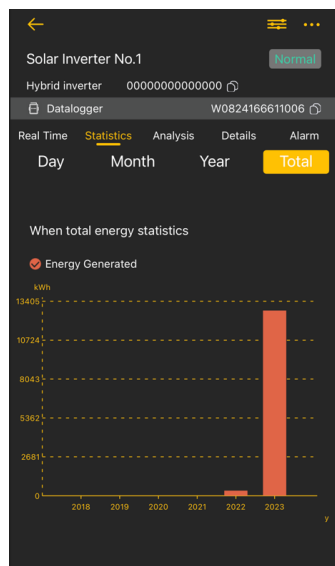 Solar Inverter No.1 Normal
Hybrid inverter 00000000000000
Datalogger W0824166611006
Real Time Statistics Analysis Details Alarm
Day Month Year Total
When total energy statistics
Energy Generated
kWh
13405
10724
8043
5362
2681
0
2018 2019 2020 2021 2022 2023
y